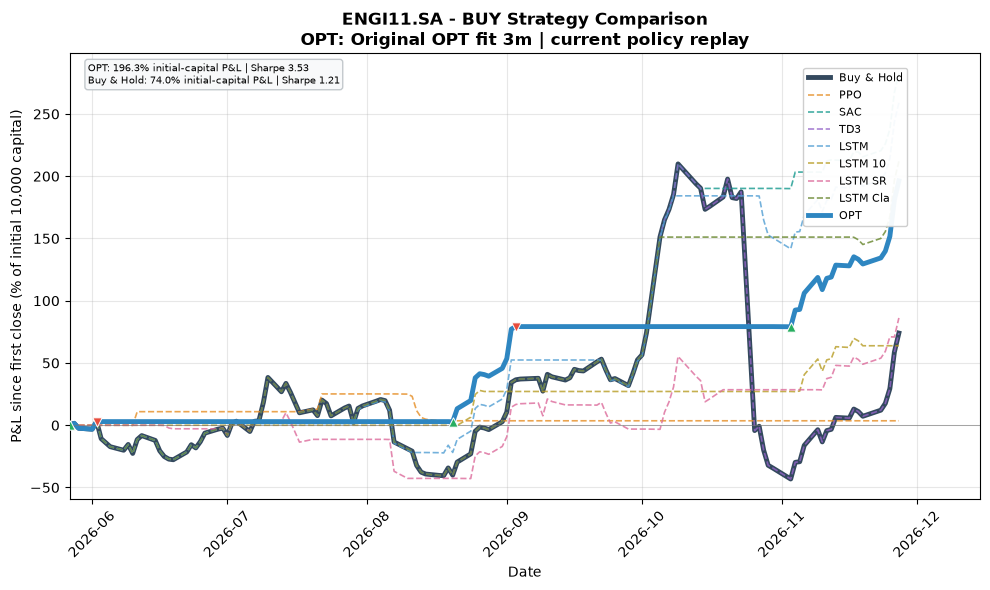 ENGI11.SA - BUY Strategy Comparison
OPT: Original OPT fit 3m | current policy replay
OPT: 196.3% initial-capital P&L | Sharpe 3.53
Buy & Hold: 74.0% initial-capital P&L | Sharpe 1.21
Buy & Hold
PPO
SAC
TD3
LSTM
LSTM 10
LSTM SR
LSTM Cla
OPT
P&L since first close (% of initial 10,000 capital)
250
200
150
100
50
0
−50
2026-06
2026-07
2026-08
2026-09
2026-10
2026-11
2026-12
Date